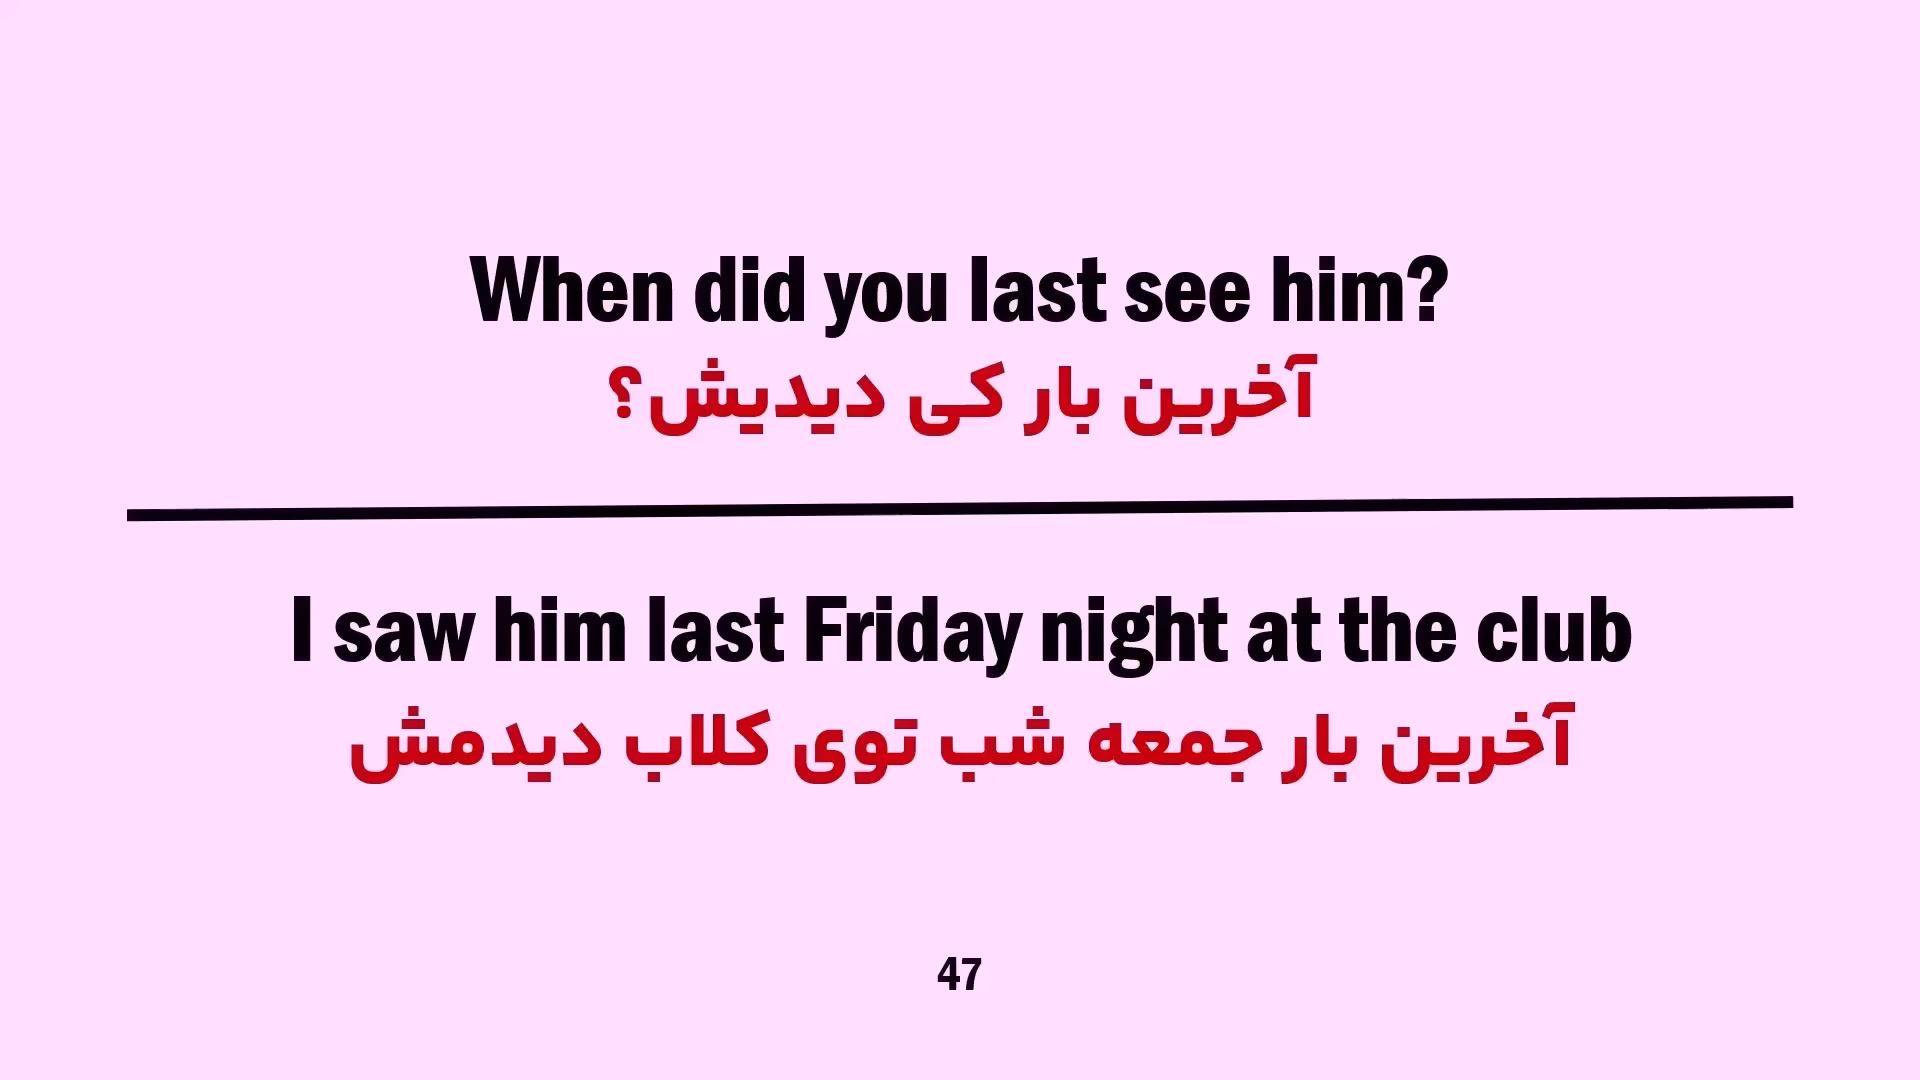 When did you last see him?
آخرین بار کی دیدیش؟
I saw him last Friday night at the club
آخرین بار جمعه شب توی کلاب دیدمش
47